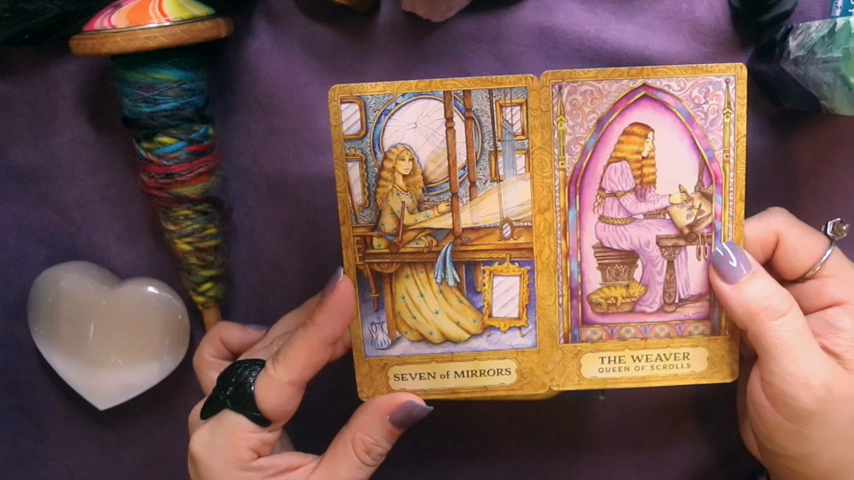 SEVEN of MIRRORS
THE WEAVER
QUEEN OF SCROLLS